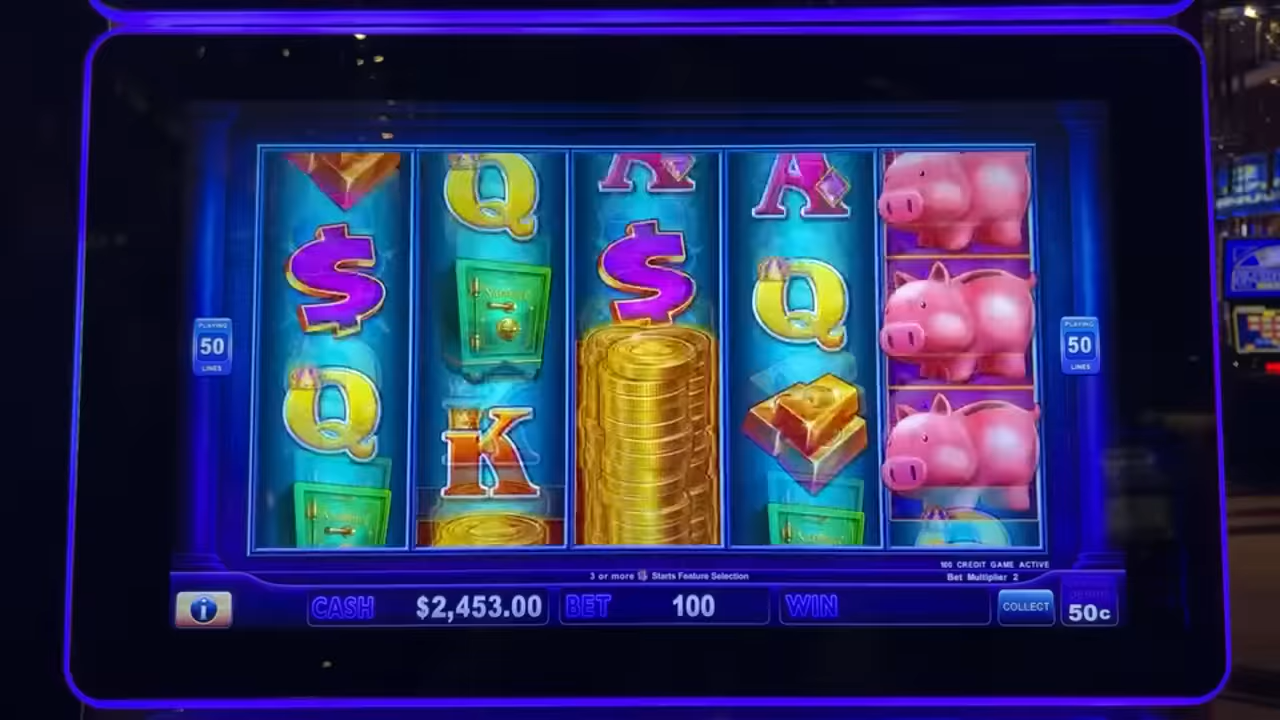 Q
A
A
$
$
Q
PLAYING
50
LINES
PLAYING
50
LINES
Q
K
100 CREDIT GAME ACTIVE
3 or more Starts Feature Selection
Bet Multiplier 2
i
CASH
$2,453.00
BET
100
WIN
COLLECT
50c